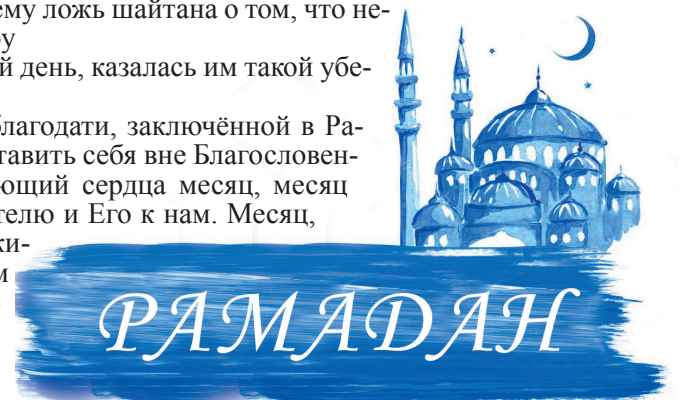 ему ложь шайтана о том, что не-
й день, казалась им такой убе-
благодати, заключённой в Ра-
тавить себя вне Благословен-
ющий сердца месяц, месяц
телю и Его к нам. Месяц,
ки-
РАМАДАН